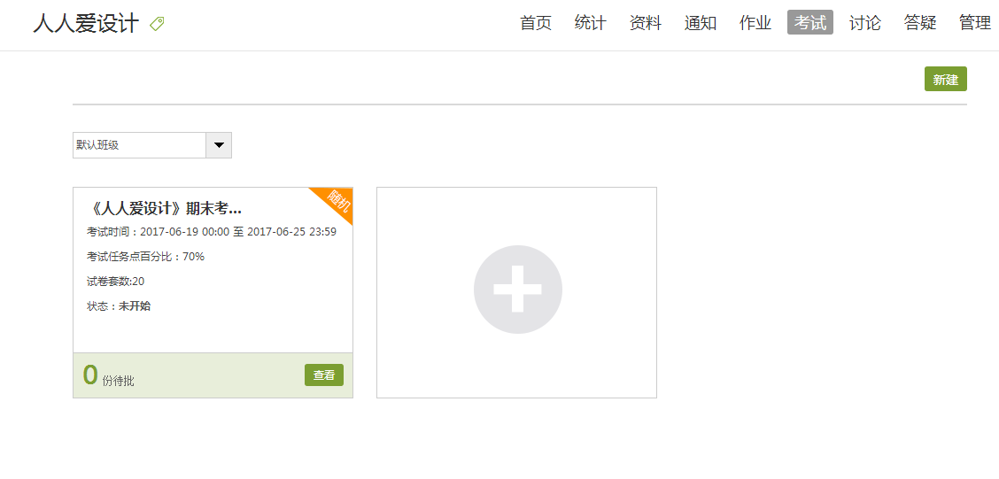 人人爱设计
首页 统计 资料 通知 作业 考试 讨论 答疑 管理
新建
默认班级
随机
《人人爱设计》期末考...
考试时间：2017-06-19 00:00 至 2017-06-25 23:59
考试任务点百分比：70%
试卷套数:20
状态：未开始
0 份待批
查看